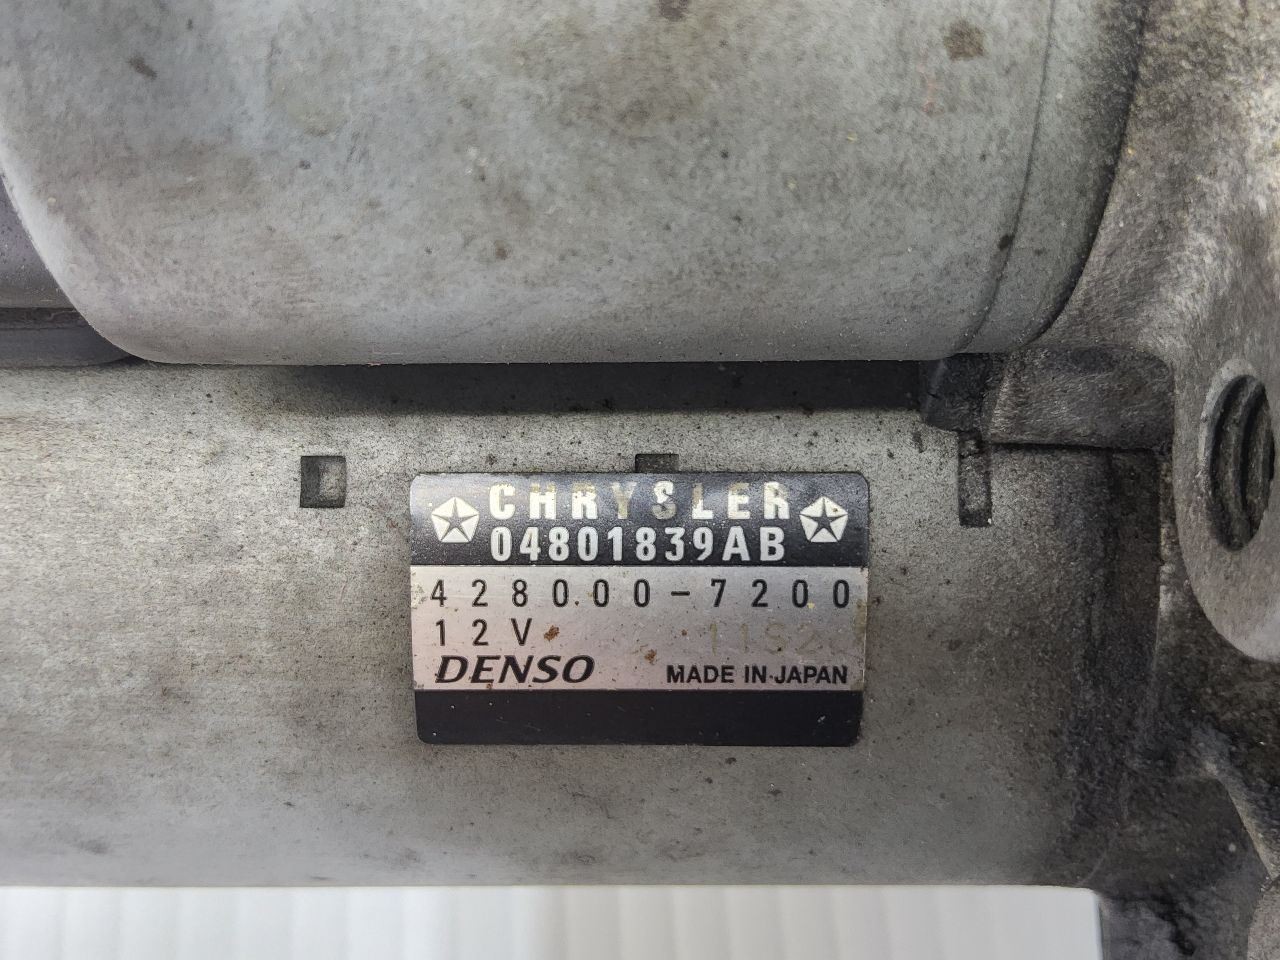 CHRYSLER
04801839AB
428000-7200
12V
DENSO MADE IN JAPAN